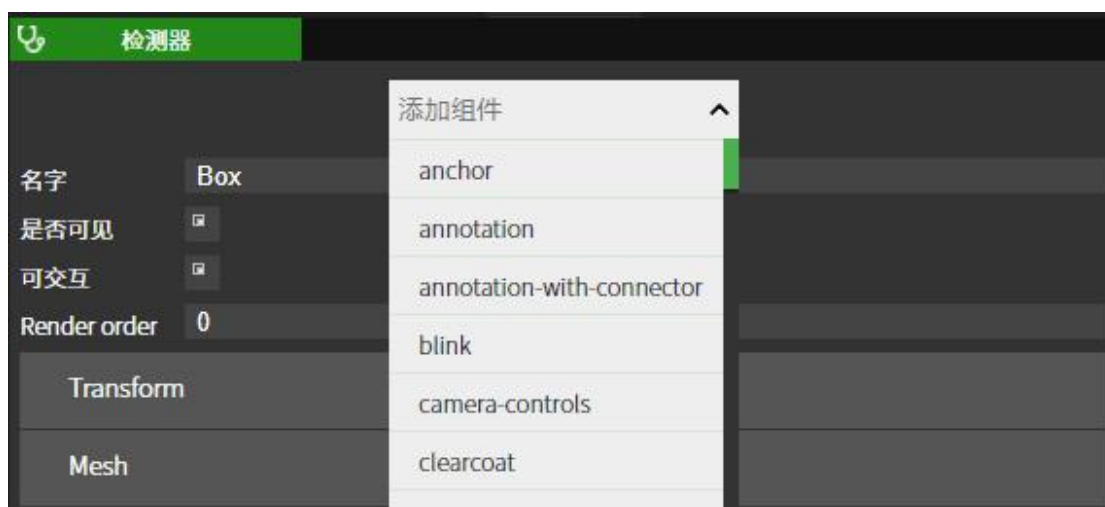 检测器
添加组件
名字 Box
是否可见
可交互
Render order 0
Transform
Mesh
anchor
annotation
annotation-with-connector
blink
camera-controls
clearcoat